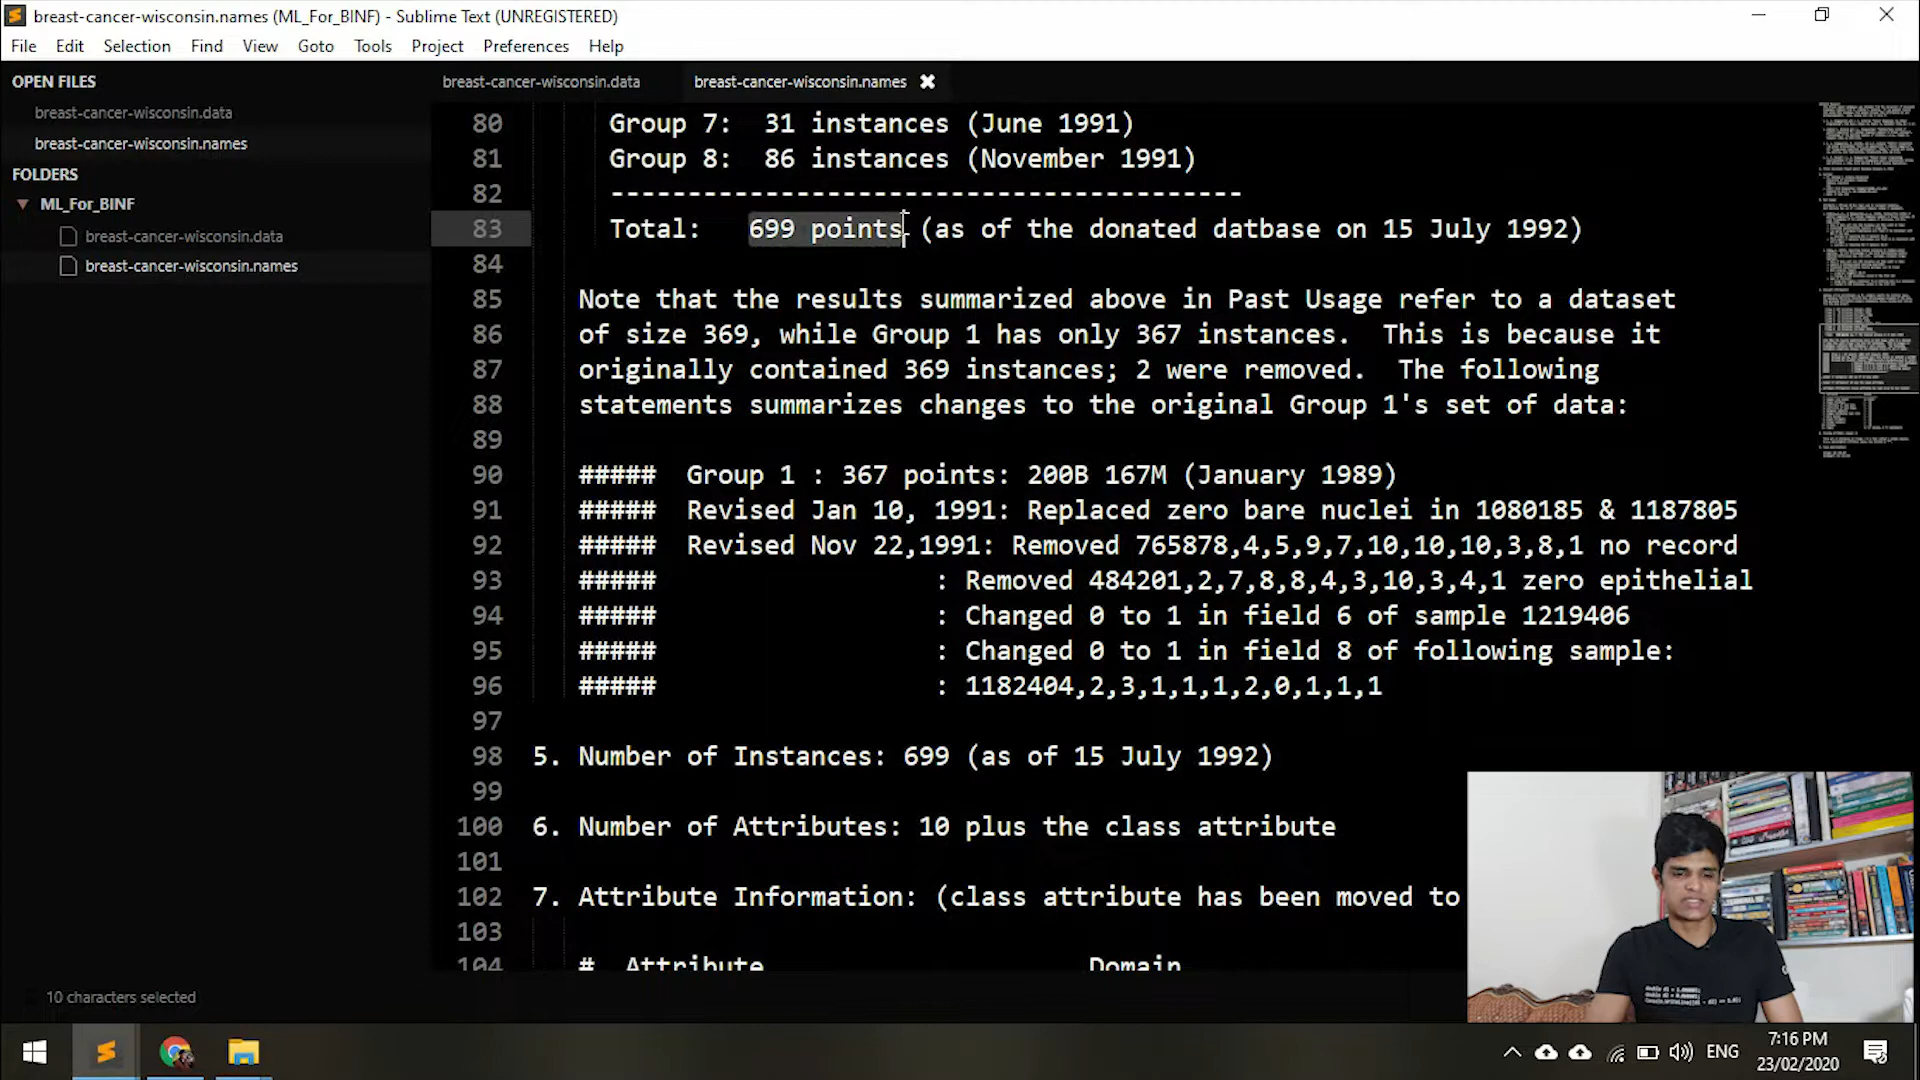 breast-cancer-wisconsin.names (ML_For_BINF) - Sublime Text (UNREGISTERED)
File Edit Selection Find View Goto Tools Project Preferences Help
OPEN FILES
breast-cancer-wisconsin.data
breast-cancer-wisconsin.names
FOLDERS
ML_For_BINF
breast-cancer-wisconsin.data
breast-cancer-wisconsin.names
breast-cancer-wisconsin.data breast-cancer-wisconsin.names
80 Group 7: 31 instances (June 1991)
81 Group 8: 86 instances (November 1991)
82 -----------------------------------------
83 Total: 699 points (as of the donated datbase on 15 July 1992)
84
85 Note that the results summarized above in Past Usage refer to a dataset
86 of size 369, while Group 1 has only 367 instances. This is because it
87 originally contained 369 instances; 2 were removed. The following
88 statements summarizes changes to the original Group 1's set of data:
89
90 ##### Group 1 : 367 points: 200B 167M (January 1989)
91 ##### Revised Jan 10, 1991: Replaced zero bare nuclei in 1080185 & 1187805
92 ##### Revised Nov 22,1991: Removed 765878,4,5,9,7,10,10,10,3,8,1 no record
93 ##### : Removed 484201,2,7,8,8,4,3,10,3,4,1 zero epithelial
94 ##### : Changed 0 to 1 in field 6 of sample 1219406
95 ##### : Changed 0 to 1 in field 8 of following sample:
96 ##### : 1182404,2,3,1,1,1,2,0,1,1,1
97
98 5. Number of Instances: 699 (as of 15 July 1992)
99
100 6. Number of Attributes: 10 plus the class attribute
101
102 7. Attribute Information: (class attribute has been moved to
103
104 # Attribute Domain
10 characters selected
ENG
7:16 PM
23/02/2020